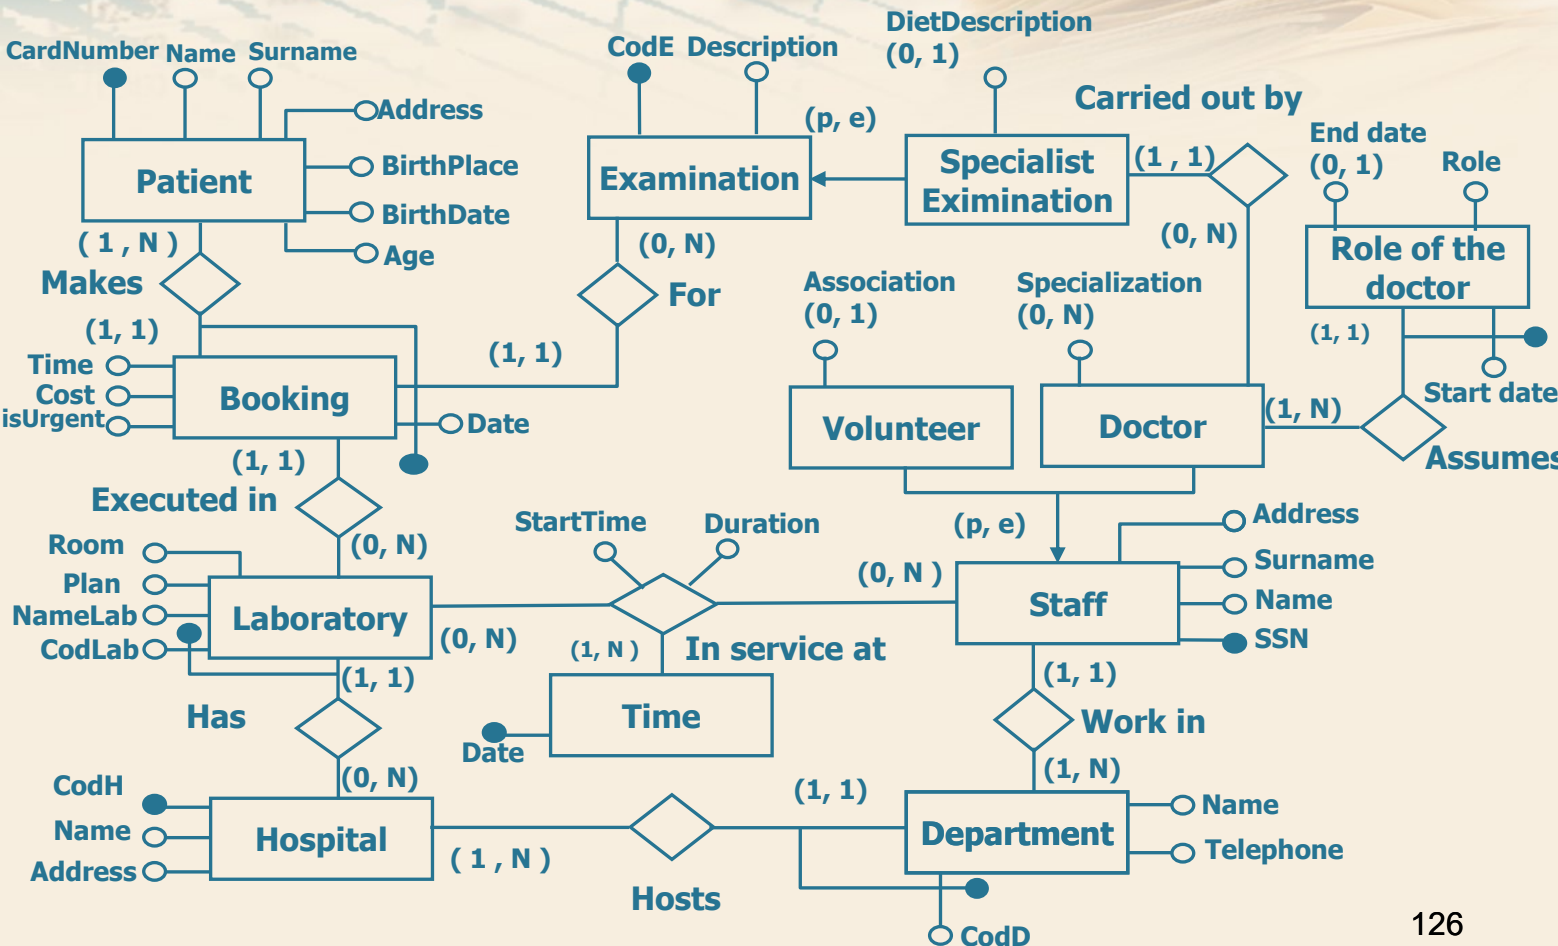 DietDescription
(0, 1)
CardNumber Name Surname
CodE Description
Carried out by
Address
(p, e)
End date
(0, 1)
Role
Patient
BirthPlace
BirthDate
Age
Examination
Specialist
Eximination
(1 , 1)
( 1 , N )
(0, N)
(0, N)
Role of the
doctor
Makes
For
Association
(0, 1)
Specialization
(0, N)
(1, 1)
(1, 1)
(1, 1)
Time
Cost
isUrgent
Booking
Date
Volunteer
Doctor
(1, N)
Start date
Assumes
(1, 1)
Executed in
(0, N)
StartTime
Duration
(p, e)
Address
Surname
Name
SSN
Room
Plan
NameLab
CodLab
Laboratory
(0, N)
(0, N )
Staff
(1, N )
In service at
(1, 1)
(1, 1)
Has
Time
Date
Work in
(0, N)
(1, N)
CodH
Name
Address
Hospital
( 1 , N )
Hosts
(1, 1)
Department
Name
Telephone
CodD
126